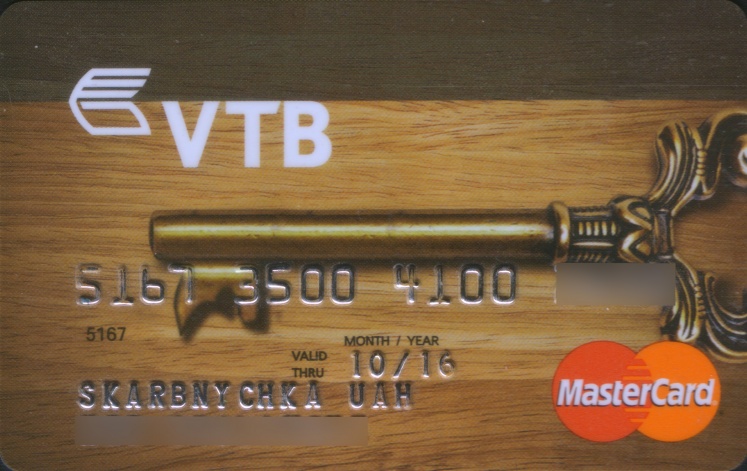 VTB
5167 3500 4100
5167
MONTH / YEAR
VALID THRU 10/16
SKARBNYCHKA UAH
MasterCard